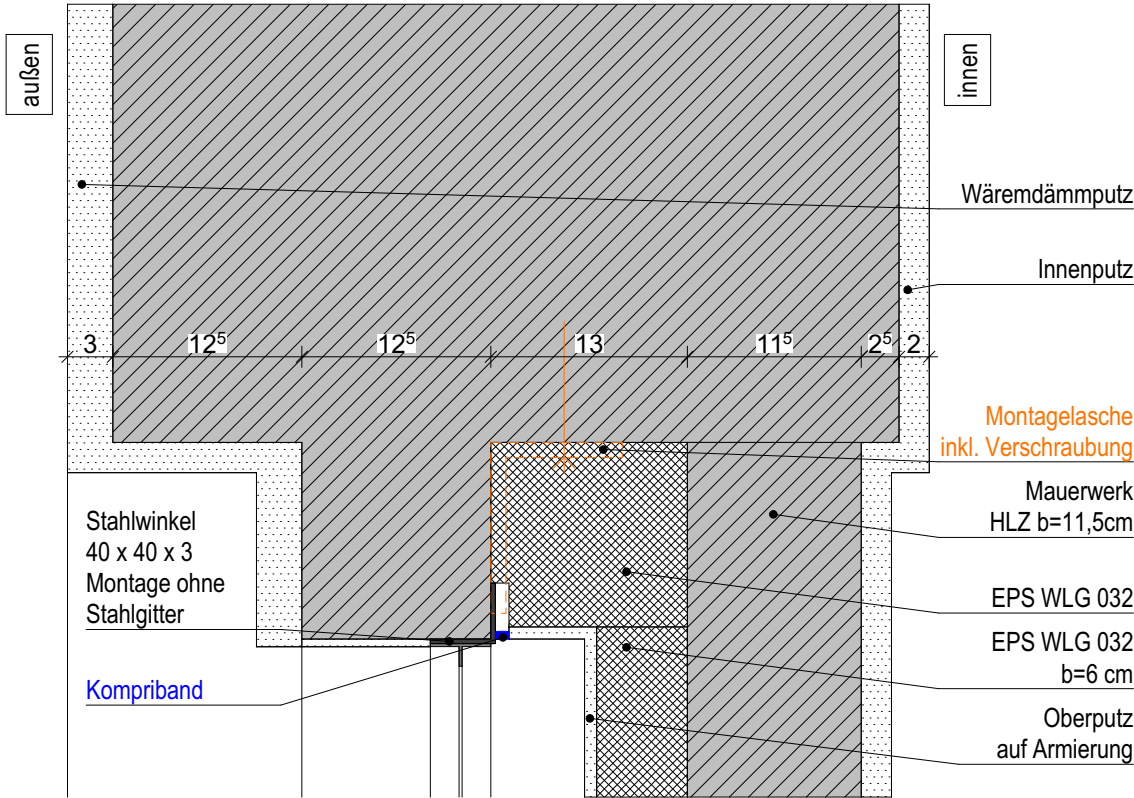 außen
innen
Wäremdämmputz
Innenputz
3
12⁵
12⁵
13
11⁵
2⁵
2
Montagelasche
inkl. Verschraubung
Mauerwerk
HLZ b=11,5cm
Stahlwinkel
40 x 40 x 3
Montage ohne
Stahlgitter
EPS WLG 032
EPS WLG 032
b=6 cm
Kompriband
Oberputz
auf Armierung